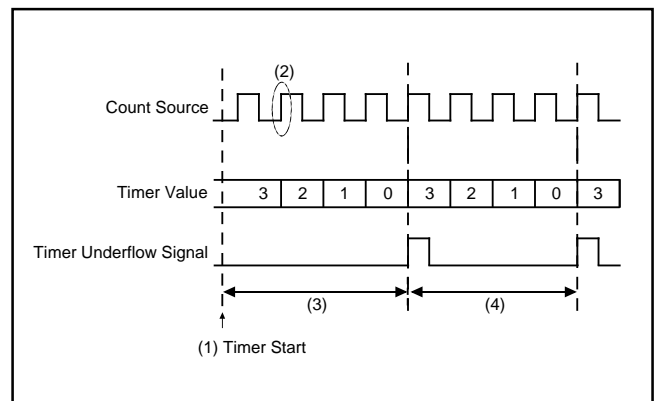 (2)
Count Source
Timer Value 3 2 1 0 3 2 1 0 3
Timer Underflow Signal
(3) (4)
(1) Timer Start